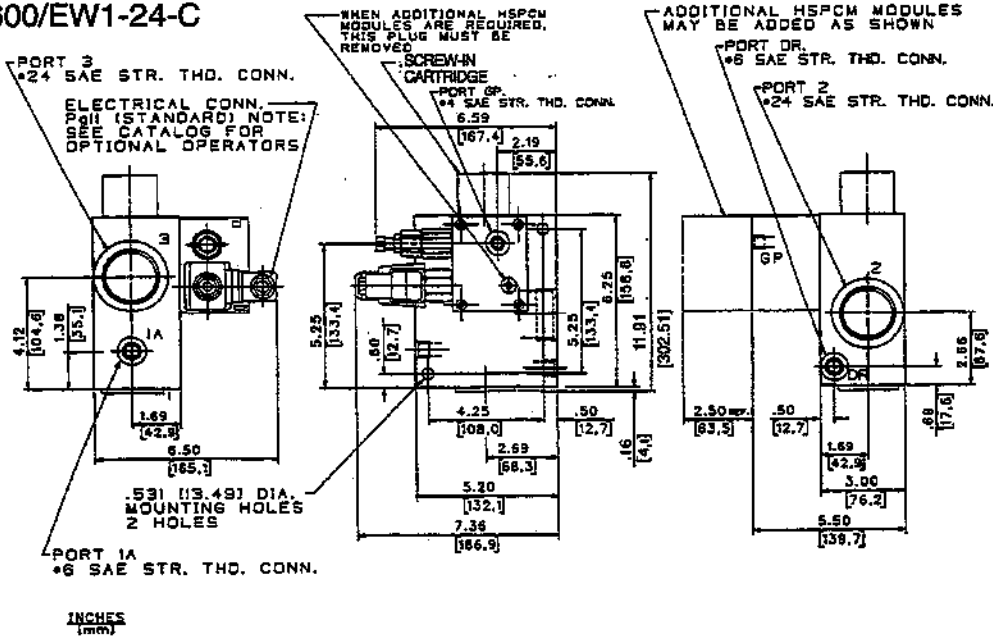 600/EW1-24-C
PORT 3
#24 SAE STR. THD. CONN.
ELECTRICAL CONN.
Pg11 (STANDARD) NOTE:
SEE CATALOG FOR
OPTIONAL OPERATORS
WHEN ADDITIONAL HSPCM
MODULES ARE REQUIRED,
THIS PLUG MUST BE
REMOVED
SCREW-IN
CARTRIDGE
PORT GP.
#4 SAE STR. THD. CONN.
ADDITIONAL HSPCM MODULES
MAY BE ADDED AS SHOWN
PORT DR.
#6 SAE STR. THD. CONN.
PORT 2
#24 SAE STR. THD. CONN.
3
1A
4.12
[104,6]
1.38
[35,1]
1.69
[42,9]
6.50
[165,1]
.531 [13.49] DIA.
MOUNTING HOLES
2 HOLES
PORT 1A
#6 SAE STR. THD. CONN.
INCHES
[mm]
6.59
[167,4]
2.19
[55,6]
5.25
[133,4]
.50
[12,7]
5.25
[133,4]
6.25
[158,8]
11.91
[302.51]
4.25
[108,0]
.50
[12,7]
.16
[4,1]
2.69
[68,3]
5.20
[132,1]
7.36
[186,9]
GP
2
DR
2.66
[67,6]
.69
[17,6]
2.50 REF.
[63,5]
.50
[12,7]
1.69
[42,9]
3.00
[76,2]
5.50
[139,7]